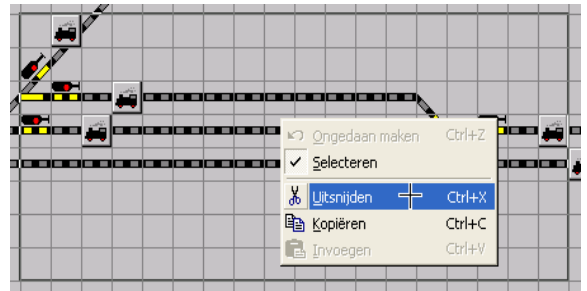 Ongedaan maken Ctrl+Z
Selecteren
Uitsnijden Ctrl+X
Kopiëren Ctrl+C
Invoegen Ctrl+V